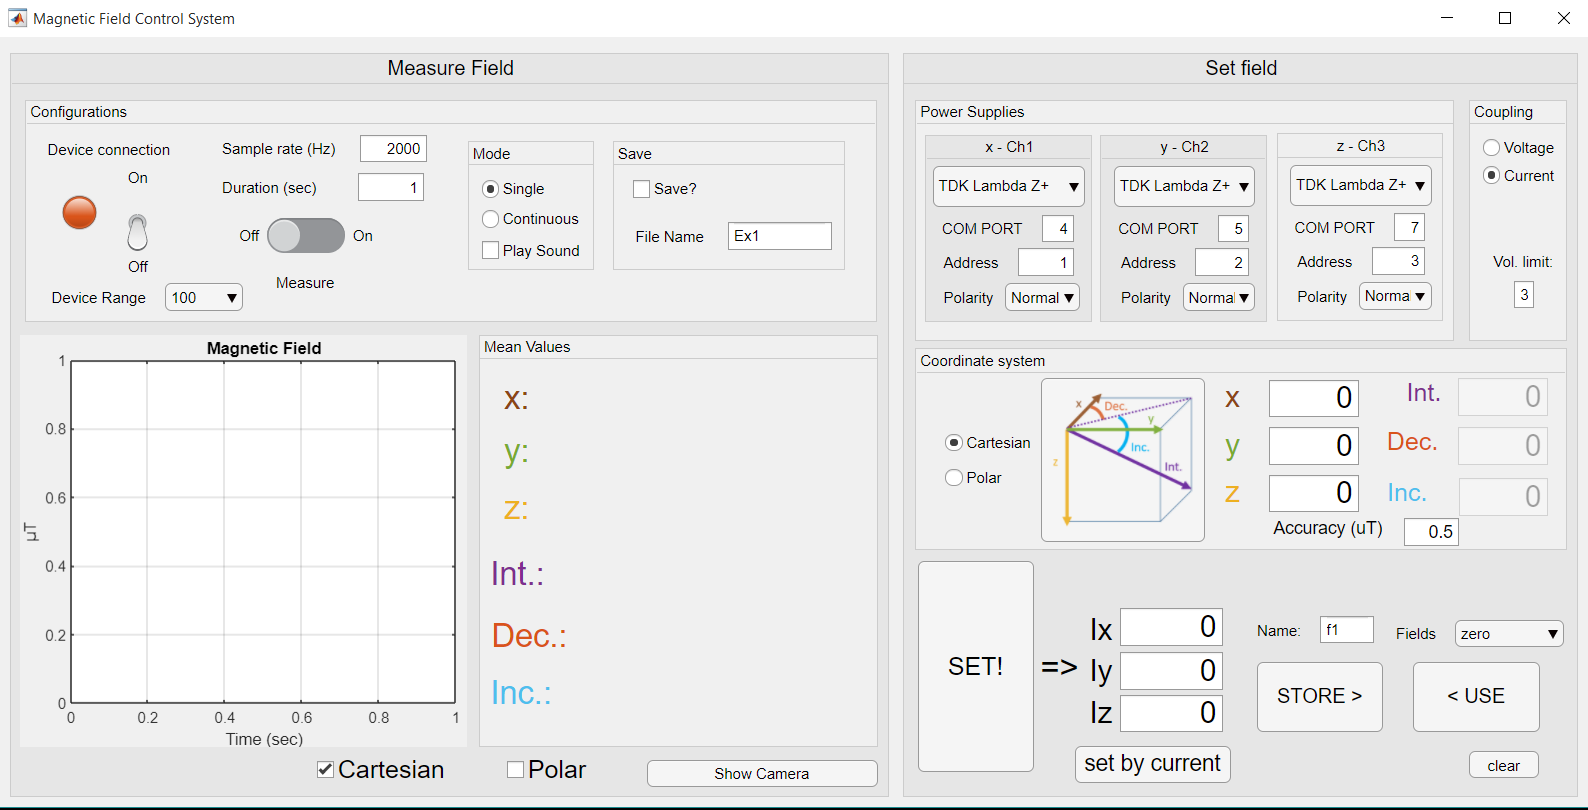 Magnetic Field Control System
Measure Field
Configurations
Device connection
On
Off
Device Range
100
Sample rate (Hz)
2000
Duration (sec)
1
Off
On
Measure
Mode
Single
Continuous
Play Sound
Save
Save?
File Name
Ex1
Magnetic Field
1
0.8
0.6
0.4
0.2
0
µT
0
0.2
0.4
0.6
0.8
1
Time (sec)
Mean Values
x:
y:
z:
Int.:
Dec.:
Inc.:
Cartesian
Polar
Show Camera
Set field
Power Supplies
x - Ch1
TDK Lambda Z+
COM PORT
4
Address
1
Polarity
Normal
y - Ch2
TDK Lambda Z+
COM PORT
5
Address
2
Polarity
Normal
z - Ch3
TDK Lambda Z+
COM PORT
7
Address
3
Polarity
Norma
Coupling
Voltage
Current
Vol. limit:
3
Coordinate system
Cartesian
Polar
x
Dec.
y
Inc.
z
Int.
x
0
Int.
0
y
0
Dec.
0
z
0
Inc.
0
Accuracy (uT)
0.5
SET!
=>
Ix
0
Iy
0
Iz
0
set by current
Name:
f1
Fields
zero
STORE >
< USE
clear